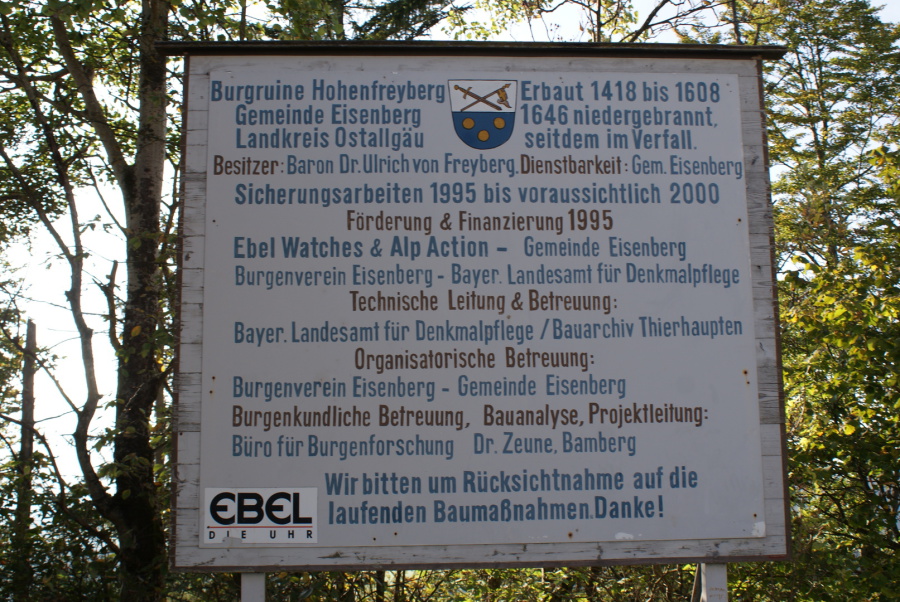 Burgruine Hohenfreyberg Erbaut 1418 bis 1608
Gemeinde Eisenberg 1646 niedergebrannt,
Landkreis Ostallgäu seitdem im Verfall.
Besitzer: Baron Dr. Ulrich von Freyberg. Dienstbarkeit: Gem. Eisenberg
Sicherungsarbeiten 1995 bis voraussichtlich 2000
Förderung & Finanzierung 1995
Ebel Watches & Alp Action – Gemeinde Eisenberg
Burgenverein Eisenberg - Bayer. Landesamt für Denkmalpflege
Technische Leitung & Betreuung:
Bayer. Landesamt für Denkmalpflege / Bauarchiv Thierhaupten
Organisatorische Betreuung:
Burgenverein Eisenberg – Gemeinde Eisenberg
Burgenkundliche Betreuung, Bauanalyse, Projektleitung:
Büro für Burgenforschung Dr. Zeune, Bamberg
Wir bitten um Rücksichtnahme auf die
laufenden Baumaßnahmen. Danke!
EBEL
DIE UHR